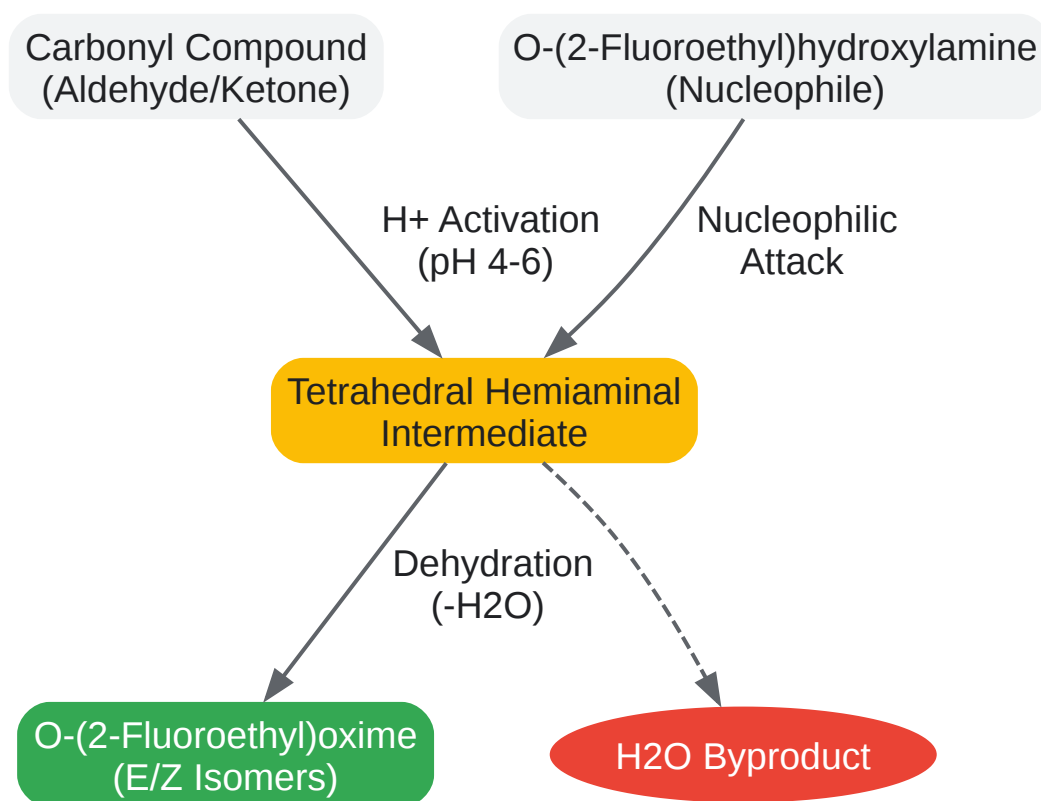 Carbonyl Compound
(Aldehyde/Ketone)
O-(2-Fluoroethyl)hydroxylamine
(Nucleophile)
H+ Activation
(pH 4-6)
Nucleophilic
Attack
Tetrahedral Hemiaminal
Intermediate
Dehydration
(-H2O)
O-(2-Fluoroethyl)oxime
(E/Z Isomers)
H2O Byproduct